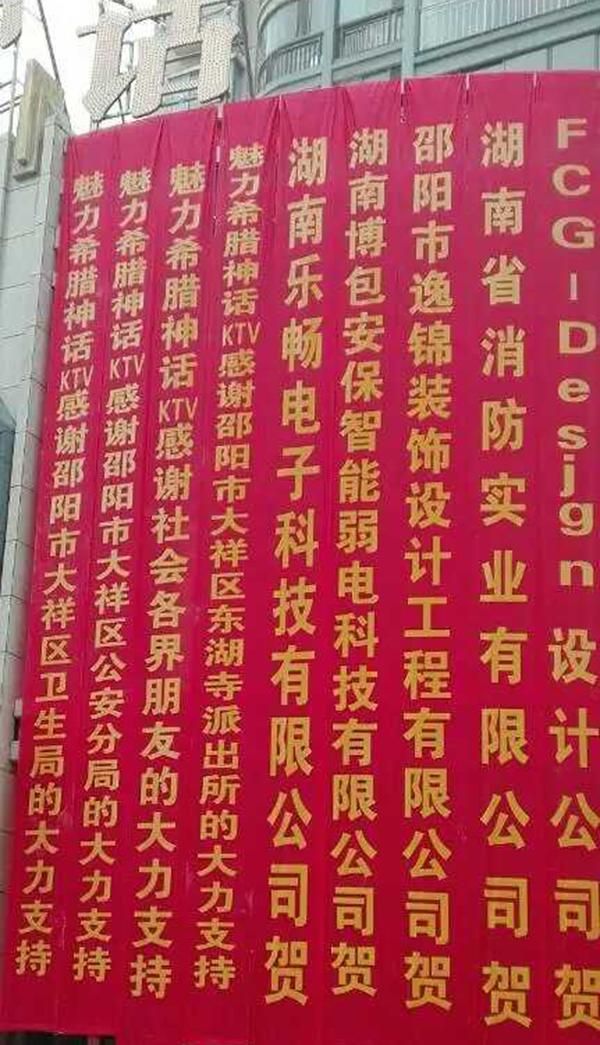 话
魅力希腊神话KTV感谢邵阳市大祥区卫生局的大力支持
魅力希腊神话KTV感谢邵阳市大祥区公安分局的大力支持
魅力希腊神话KTV感谢社会各界朋友的大力支持
魅力希腊神话KTV感谢邵阳市大祥区东湖寺派出所的大力支持
湖南乐畅电子科技有限公司贺
湖南博包安保智能弱电科技有限公司贺
邵阳市逸锦装饰设计工程有限公司贺
湖南省消防实业有限公司贺
FCG-Desjgn设计公司贺